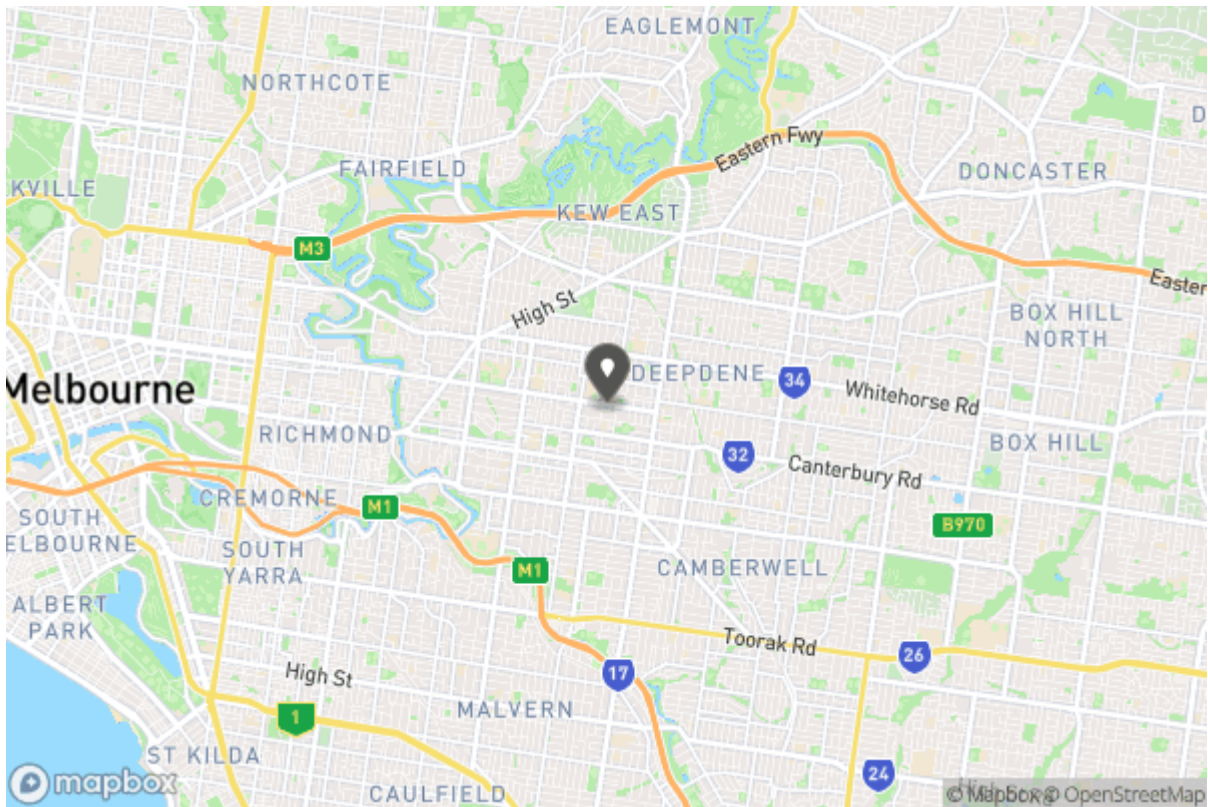 EAGLEMONT
NORTHCOTE
D
Eastern Fwy
FAIRFIELD
DONCASTER
KVILLE
KEW EAST
M3
Easter
High St
BOX HILL
NORTH
DEEPDENE
34
Melbourne
Whitehorse Rd
RICHMOND
BOX HILL
32
Canterbury Rd
CREMORNE
M1
SOUTH
ELBOURNE
B970
SOUTH
YARRA
M1
CAMBERWELL
ALBERT
PARK
Toorak Rd
26
High St
17
MALVERN
1
ST KILDA
24
mapbox
CAULFIELD
© Mapbox © OpenStreetMap